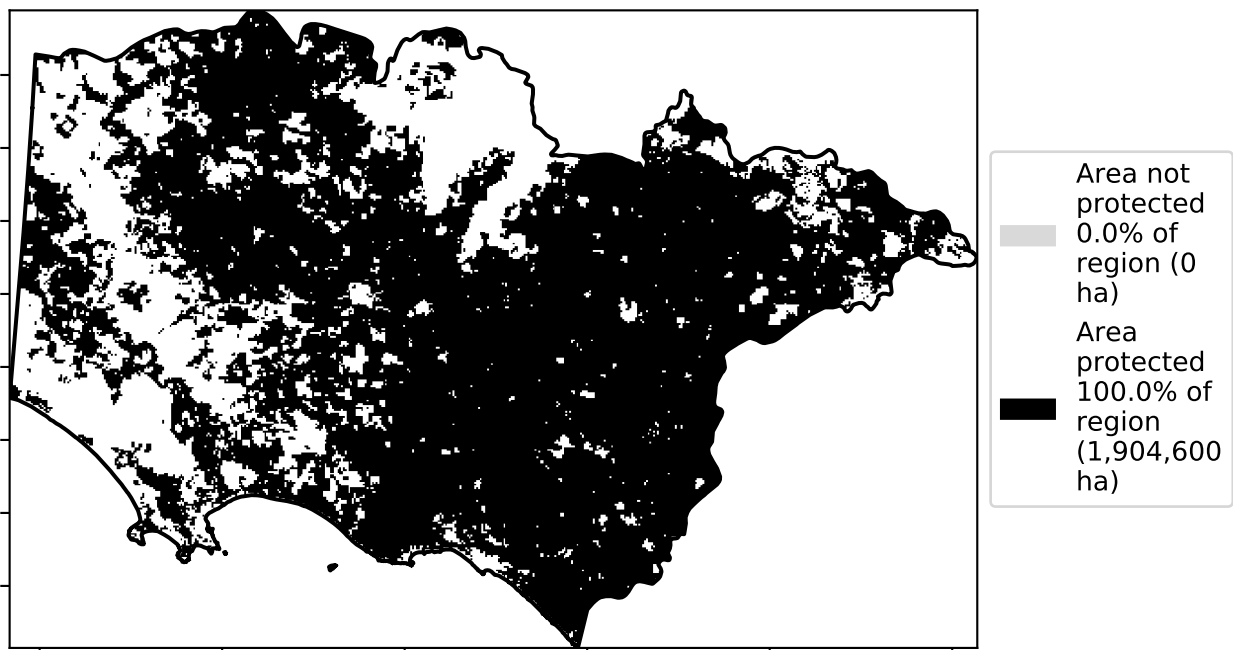 Area not
protected
0.0% of
region (0
ha)
Area
protected
100.0% of
region
(1,904,600
ha)